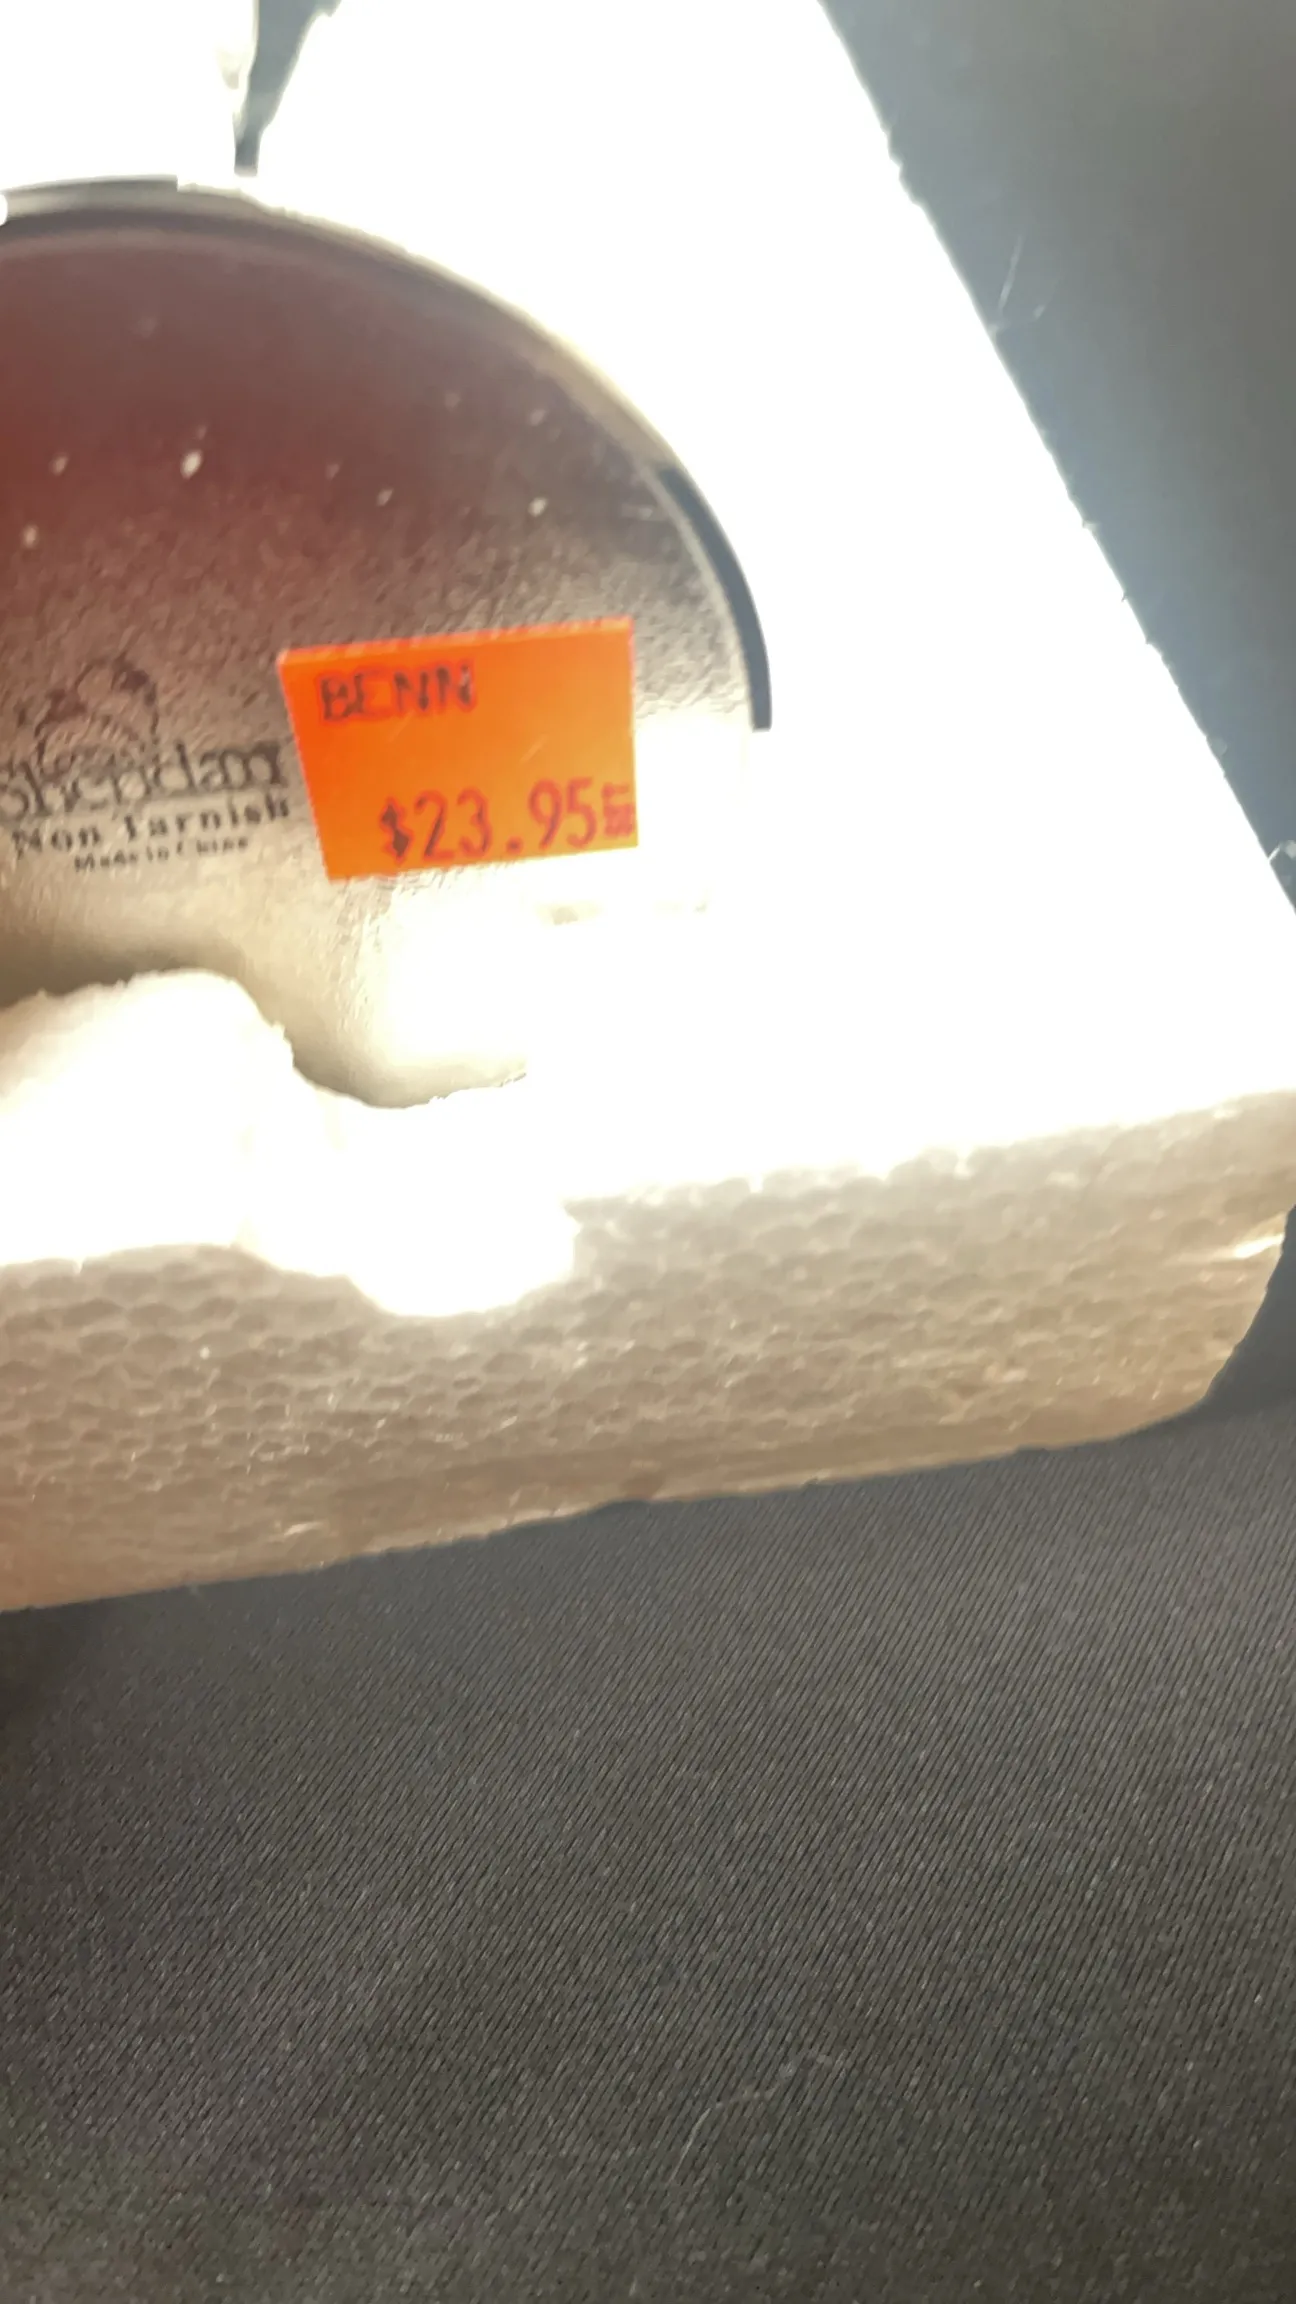 BENN
$23.95
Sheridan
Non Tarnish
Made in China